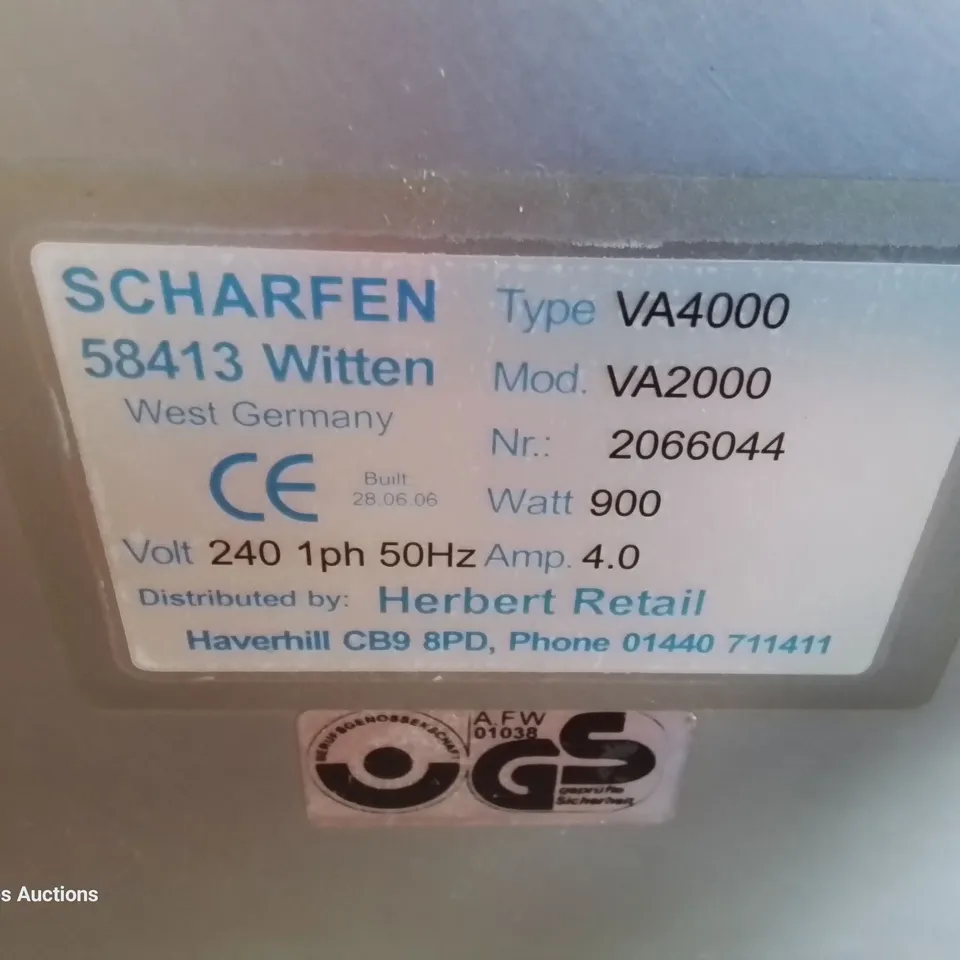 SCHARFEN
58413 Witten
West Germany
CE
Built
28.06.06
Type VA4000
Mod. VA2000
Nr.: 2066044
Watt 900
Volt 240 1ph 50Hz Amp. 4.0
Distributed by: Herbert Retail
Haverhill CB9 8PD, Phone 01440 711411
A.FW
01038
GS
geprüfte
Sicherheit
s Auctions